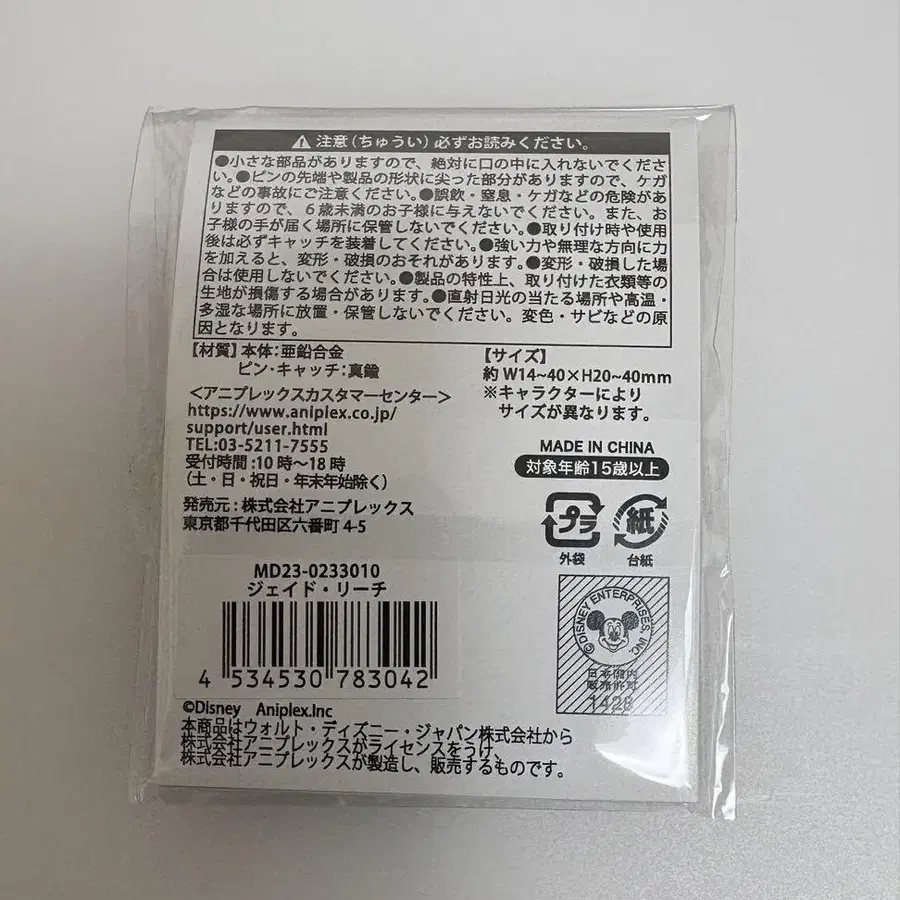 注意(ちゅうい)必ずお読みください。
●小さな部品がありますので、絶対に口の中に入れないでくださ
い。●ピンの先端や製品の形状に尖った部分がありますので、ケガ
などの事故にご注意ください。●誤飲・窒息・ケガなどの危険があ
りますので、6歳未満のお子様に与えないでください。また、お
子様の手が届く場所に保管しないでください。●取り付け時や使用
後は必ずキャッチを装着してください。●強い力や無理な方向に力
を加えると、変形・破損のおそれがあります。●変形・破損した場
合は使用しないでください。●製品の特性上、取り付けた衣類等の
生地が損傷する場合があります。●直射日光の当たる場所や高温・
多湿な場所に放置・保管しないでください。変色・サビなどの原
因となります。
【材質】本体:亜鉛合金
ピン・キャッチ:真鍮
【サイズ】
約 W14~40×H20~40mm
※キャラクターにより
サイズが異なります。
<アニプレックスカスタマーセンター>
https://www.aniplex.co.jp/
support/user.html
TEL:03-5211-7555
受付時間:10時~18時
(土・日・祝日・年末年始除く)
発売元:株式会社アニプレックス
東京都千代田区六番町 4-5
MADE IN CHINA
対象年齢15歳以上
プラ
外袋
紙
台紙
MD23-0233010
ジェイド・リーチ
4 534530 783042
©DISNEY ENTERPRISES, INC.
日本国内
販売許可
1428
©Disney Aniplex.Inc
本商品はウォルト・ディズニー・ジャパン株式会社から
株式会社アニプレックスがライセンスをうけ
株式会社アニプレックスが製造し、販売するものです。